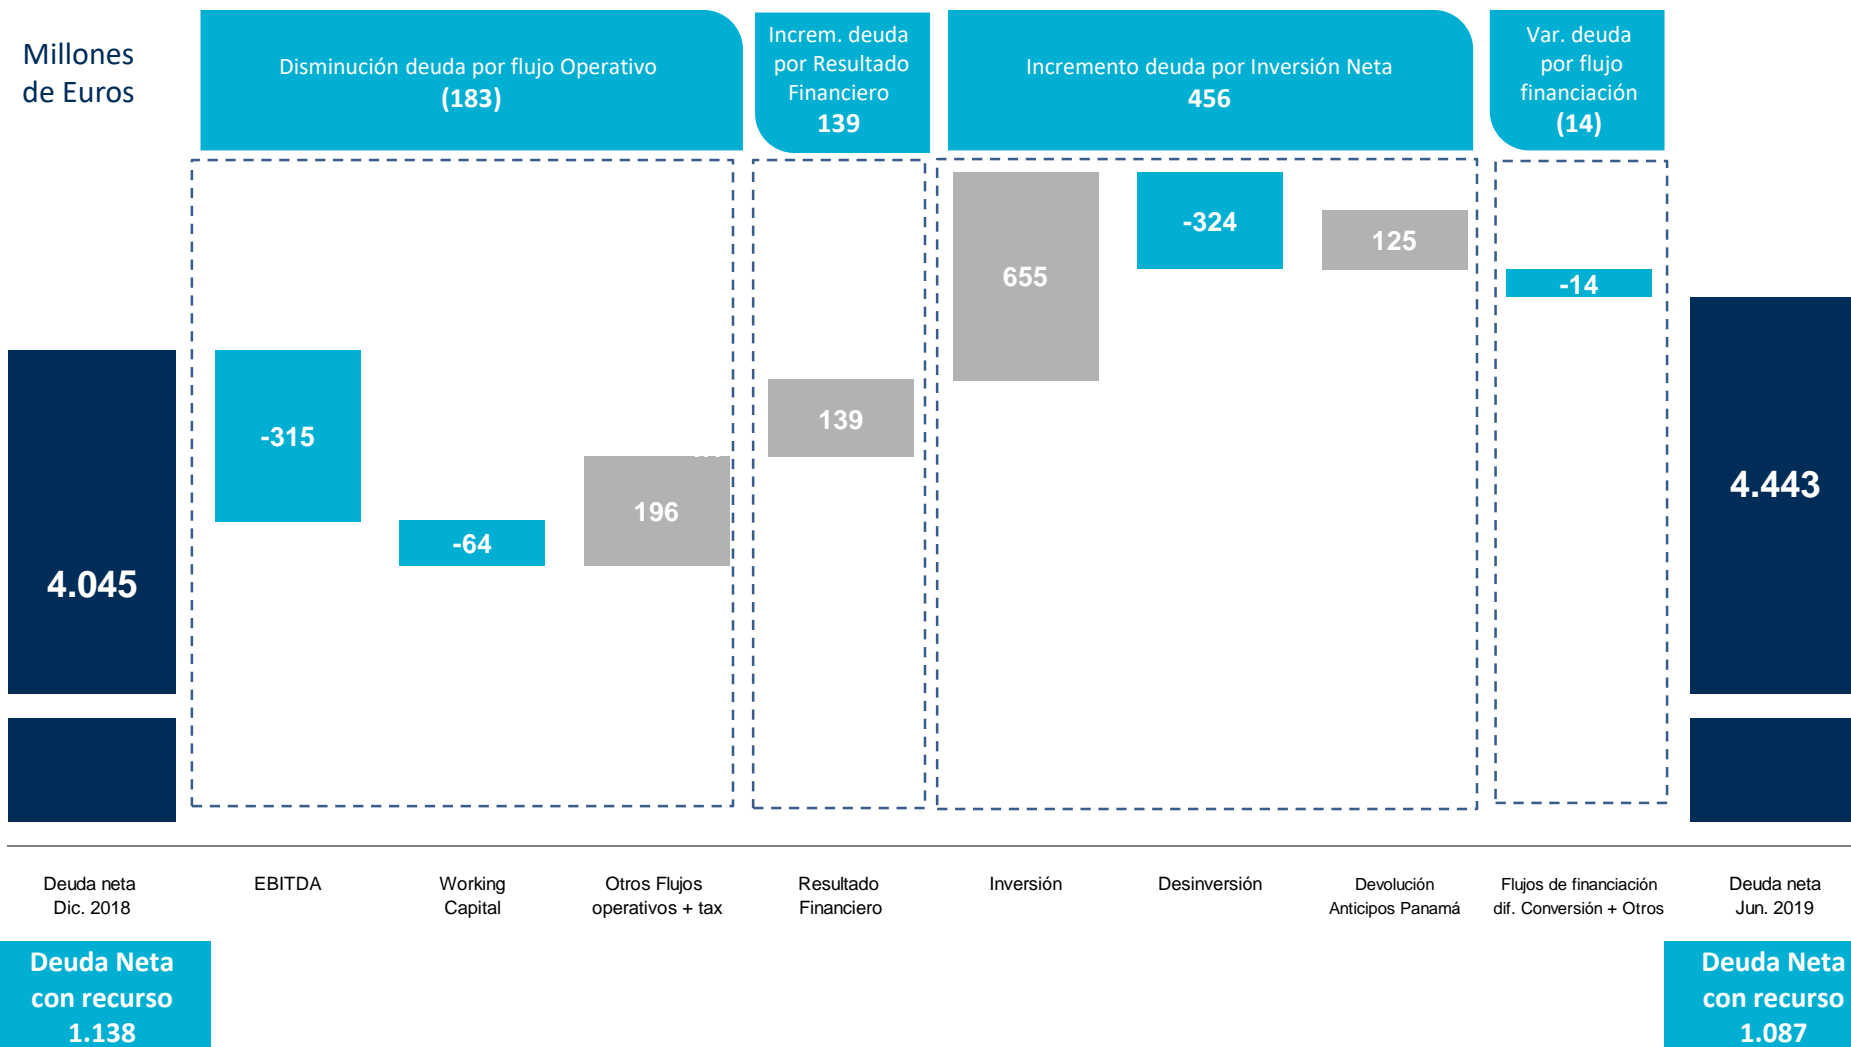 Millones
de Euros
Disminución deuda por flujo Operativo
(183)
Increm. deuda
por Resultado
Financiero
139
Incremento deuda por Inversión Neta
456
Var. deuda
por flujo
financiación
(14)
4.045
-315
-64
196
139
655
-324
125
-14
4.443
Deuda neta
Dic. 2018
EBITDA
Working
Capital
Otros Flujos
operativos + tax
Resultado
Financiero
Inversión
Desinversión
Devolución
Anticipos Panamá
Flujos de financiación
dif. Conversión + Otros
Deuda neta
Jun. 2019
Deuda Neta
con recurso
1.138
Deuda Neta
con recurso
1.087